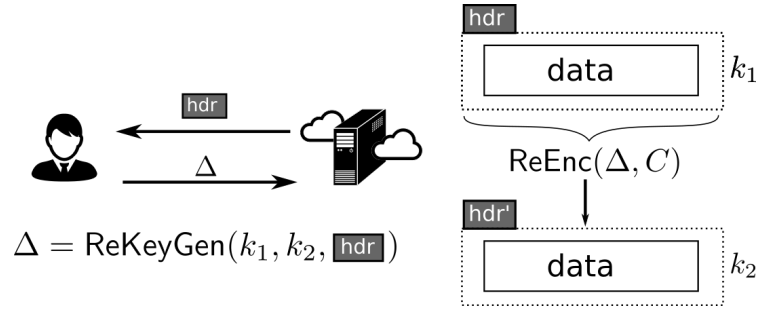 hdr
Δ
Δ = ReKeyGen(k₁, k₂, hdr)
hdr
data
k₁
ReEnc(Δ, C)
hdr'
data
k₂